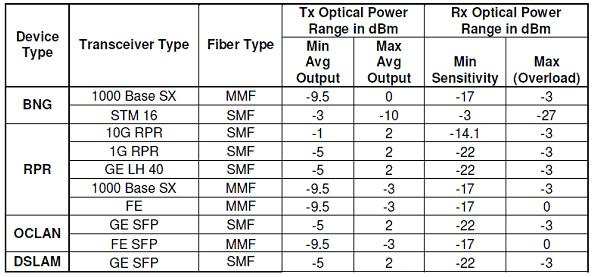 Device Type | Transceiver Type | Fiber Type | Tx Optical Power Range in dBm | Rx Optical Power Range in dBm
Min Avg Output | Max Avg Output | Min Sensitivity | Max (Overload)
BNG | 1000 Base SX | MMF | -9.5 | 0 | -17 | -3
STM 16 | SMF | -3 | -10 | -3 | -27
RPR | 10G RPR | SMF | -1 | 2 | -14.1 | -3
1G RPR | SMF | -5 | 2 | -22 | -3
GE LH 40 | SMF | -5 | 2 | -22 | -3
1000 Base SX | MMF | -9.5 | -3 | -17 | -3
FE | MMF | -9.5 | -3 | -17 | 0
OCLAN | GE SFP | SMF | -5 | 2 | -22 | -3
FE SFP | MMF | -9.5 | -3 | -17 | 0
DSLAM | GE SFP | SMF | -5 | 2 | -22 | -3